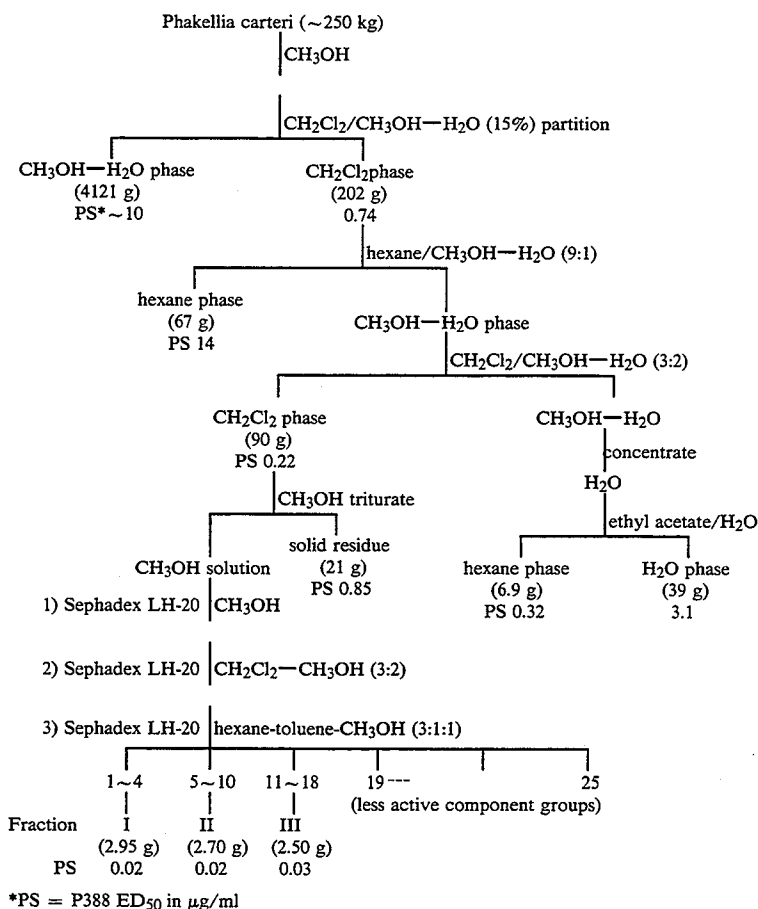 Phakellia carteri (~250 kg)
CH3OH
CH2Cl2/CH3OH—H2O (15%) partition
CH3OH—H2O phase
(4121 g)
PS* ~ 10
CH2Cl2phase
(202 g)
0.74
hexane/CH3OH—H2O (9:1)
hexane phase
(67 g)
PS 14
CH3OH—H2O phase
CH2Cl2/CH3OH—H2O (3:2)
CH2Cl2 phase
(90 g)
PS 0.22
CH3OH—H2O
concentrate
H2O
ethyl acetate/H2O
CH3OH triturate
CH3OH solution
solid residue
(21 g)
PS 0.85
hexane phase
(6.9 g)
PS 0.32
H2O phase
(39 g)
3.1
1) Sephadex LH-20 CH3OH
2) Sephadex LH-20 CH2Cl2—CH3OH (3:2)
3) Sephadex LH-20 hexane-toluene-CH3OH (3:1:1)
1~4 5~10 11~18 19--- 25
(less active component groups)
Fraction I II III
(2.95 g) (2.70 g) (2.50 g)
PS 0.02 0.02 0.03
*PS = P388 ED50 in μg/ml